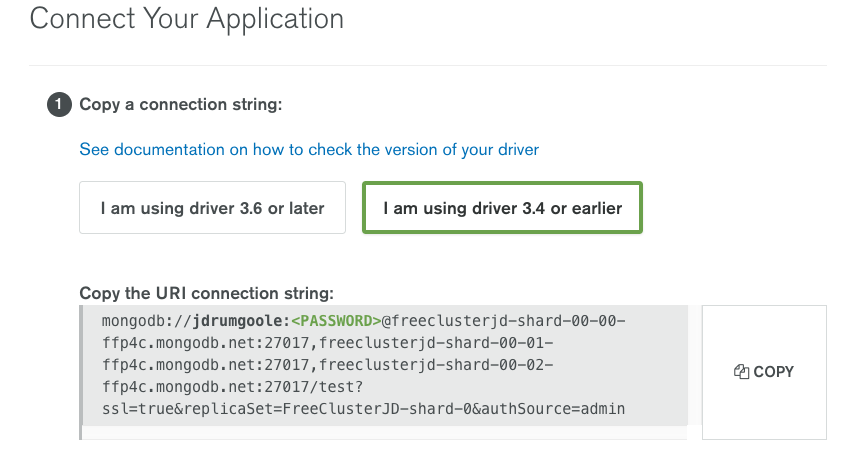 Connect Your Application
1 Copy a connection string:
See documentation on how to check the version of your driver
I am using driver 3.6 or later
I am using driver 3.4 or earlier
Copy the URI connection string:
mongodb://jdrumgoole:<PASSWORD>@freeclusterjd-shard-00-00-
ffp4c.mongodb.net:27017,freeclusterjd-shard-00-01-
ffp4c.mongodb.net:27017,freeclusterjd-shard-00-02-
ffp4c.mongodb.net:27017/test?
ssl=true&replicaSet=FreeClusterJD-shard-0&authSource=admin
COPY